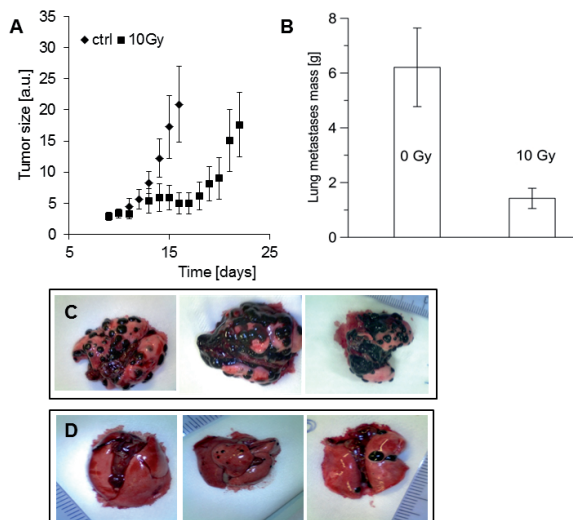 A
ctrl 10Gy
Tumor size [a.u.]
35
30
25
20
15
10
5
0
5 15 25
Time [days]
B
Lung metastases mass [g]
8
6
4
2
0
0 Gy
10 Gy
C
D